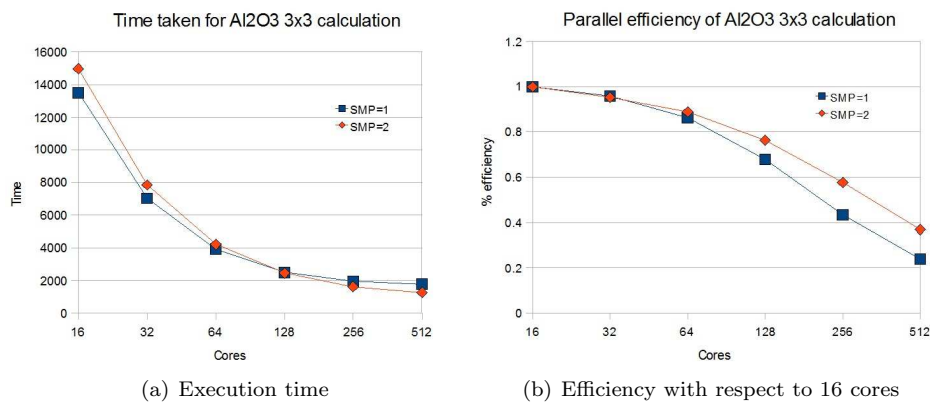 Time taken for Al2O3 3x3 calculation
16000
14000
12000
10000
8000
6000
4000
2000
0
Time
SMP=1
SMP=2
16 32 64 128 256 512
Cores
(a) Execution time
Parallel efficiency of Al2O3 3x3 calculation
1.2
1
0.8
0.6
0.4
0.2
0
% efficiency
SMP=1
SMP=2
16 32 64 128 256 512
Cores
(b) Efficiency with respect to 16 cores